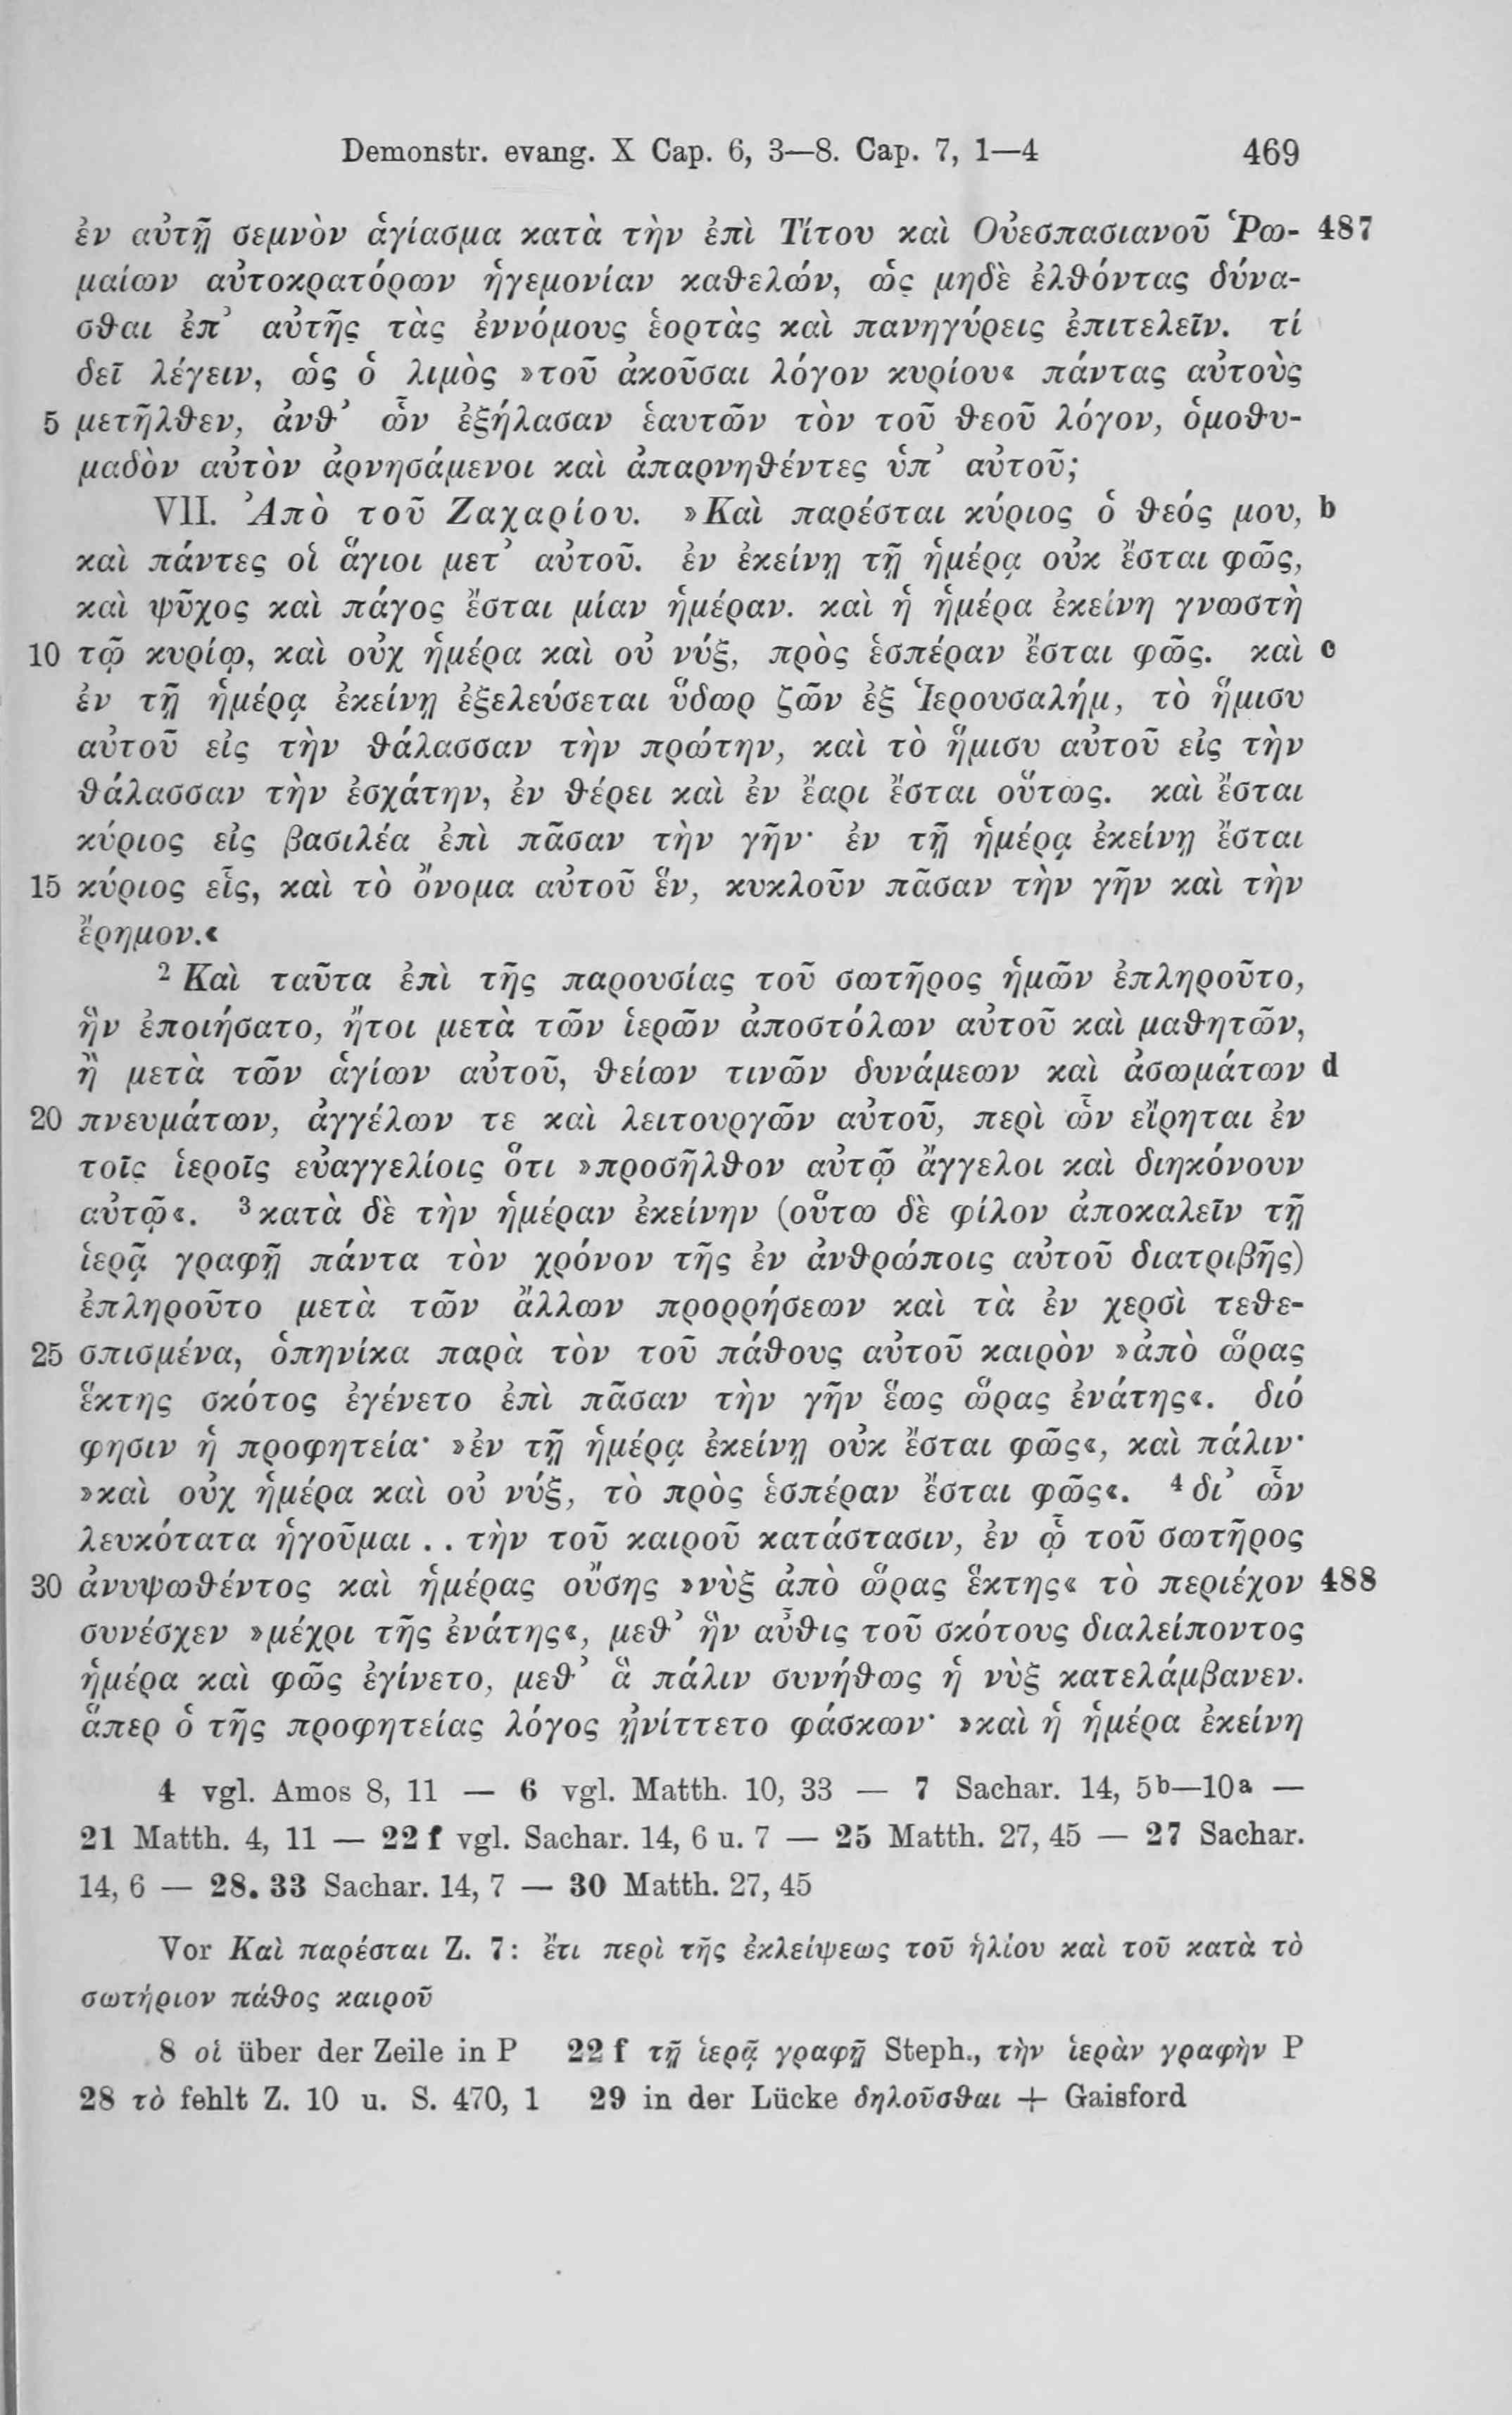 Demonstr. evang. X Cap. 6, 3—8. Cap. 7, 1—4 469
ἐν αὐτῇ σεμνὸν ἁγίασμα κατὰ τὴν ἐπὶ Τίτου καὶ Οὐεσπασιανοῦ Ῥω- 487
μαίων αὐτοκρατόρων ἡγεμονίαν καθελών, ὡς μηδὲ ἐλθόντας δύνα-
σθαι ἐπ’ αὐτῆς τὰς ἐννόμους ἑορτὰς καὶ πανηγύρεις ἐπιτελεῖν. τί
δεῖ λέγειν, ὡς ὁ λιμὸς »τοῦ ἀκοῦσαι λόγον κυρίου« πάντας αὐτοὺς
5 μετῆλθεν, ἀνθ’ ὧν ἐξήλασαν ἑαυτῶν τὸν τοῦ θεοῦ λόγον, ὁμοθυ-
μαδὸν αὐτὸν ἀρνησάμενοι καὶ ἀπαρνηθέντες ὑπ’ αὐτοῦ;
VII. Ἀπὸ τοῦ Ζαχαρίου. »Καὶ παρέσται κύριος ὁ θεός μου, b
καὶ πάντες οἱ ἅγιοι μετ’ αὐτοῦ. ἐν ἐκείνῃ τῇ ἡμέρᾳ οὐκ ἔσται φῶς,
καὶ ψῦχος καὶ πάγος ἔσται μίαν ἡμέραν. καὶ ἡ ἡμέρα ἐκείνη γνωστὴ
10 τῷ κυρίῳ, καὶ οὐχ ἡμέρα καὶ οὐ νύξ, πρὸς ἑσπέραν ἔσται φῶς. καὶ c
ἐν τῇ ἡμέρᾳ ἐκείνῃ ἐξελεύσεται ὕδωρ ζῶν ἐξ Ἱερουσαλήμ, τὸ ἥμισυ
αὐτοῦ εἰς τὴν θάλασσαν τὴν πρώτην, καὶ τὸ ἥμισυ αὐτοῦ εἰς τὴν
θάλασσαν τὴν ἐσχάτην, ἐν θέρει καὶ ἐν ἔαρι ἔσται οὕτως. καὶ ἔσται
κύριος εἰς βασιλέα ἐπὶ πᾶσαν τὴν γῆν· ἐν τῇ ἡμέρᾳ ἐκείνῃ ἔσται
15 κύριος εἷς, καὶ τὸ ὄνομα αὐτοῦ ἕν, κυκλοῦν πᾶσαν τὴν γῆν καὶ τὴν
ἔρημον.«
² Καὶ ταῦτα ἐπὶ τῆς παρουσίας τοῦ σωτῆρος ἡμῶν ἐπληροῦτο,
ἣν ἐποιήσατο, ἤτοι μετὰ τῶν ἱερῶν ἀποστόλων αὐτοῦ καὶ μαθητῶν,
ἢ μετὰ τῶν ἁγίων αὐτοῦ, θείων τινῶν δυνάμεων καὶ ἀσωμάτων d
20 πνευμάτων, ἀγγέλων τε καὶ λειτουργῶν αὐτοῦ, περὶ ὧν εἴρηται ἐν
τοῖς ἱεροῖς εὐαγγελίοις ὅτι »προσῆλθον αὐτῷ ἄγγελοι καὶ διηκόνουν
αὐτῷ«. ³ κατὰ δὲ τὴν ἡμέραν ἐκείνην (οὕτω δὲ φίλον ἀποκαλεῖν τῇ
ἱερᾷ γραφῇ πάντα τὸν χρόνον τῆς ἐν ἀνθρώποις αὐτοῦ διατριβῆς)
ἐπληροῦτο μετὰ τῶν ἄλλων προρρήσεων καὶ τὰ ἐν χερσὶ τεθε-
25 σπισμένα, ὁπηνίκα παρὰ τὸν τοῦ πάθους αὐτοῦ καιρὸν »ἀπὸ ὥρας
ἕκτης σκότος ἐγένετο ἐπὶ πᾶσαν τὴν γῆν ἕως ὥρας ἐνάτης«. διό
φησιν ἡ προφητεία· »ἐν τῇ ἡμέρᾳ ἐκείνῃ οὐκ ἔσται φῶς«, καὶ πάλιν·
»καὶ οὐχ ἡμέρα καὶ οὐ νύξ, τὸ πρὸς ἑσπέραν ἔσται φῶς«. ⁴ δι’ ὧν
λευκότατα ἡγοῦμαι . . τὴν τοῦ καιροῦ κατάστασιν, ἐν ᾧ τοῦ σωτῆρος
30 ἀνυψωθέντος καὶ ἡμέρας οὔσης »νὺξ ἀπὸ ὥρας ἕκτης« τὸ περιέχον 488
συνέσχεν »μέχρι τῆς ἐνάτης«, μεθ’ ἣν αὖθις τοῦ σκότους διαλείποντος
ἡμέρα καὶ φῶς ἐγίνετο, μεθ’ ἃ πάλιν συνήθως ἡ νὺξ κατελάμβανεν.
ἅπερ ὁ τῆς προφητείας λόγος ᾐνίττετο φάσκων· »καὶ ἡ ἡμέρα ἐκείνη
4 vgl. Amos 8, 11 — 6 vgl. Matth. 10, 33 — 7 Sachar. 14, 5b—10a —
21 Matth. 4, 11 — 22 f vgl. Sachar. 14, 6 u. 7 — 25 Matth. 27, 45 — 27 Sachar.
14, 6 — 28. 33 Sachar. 14, 7 — 30 Matth. 27, 45
Vor Καὶ παρέσται Z. 7: ἔτι περὶ τῆς ἐκλείψεως τοῦ ἡλίου καὶ τοῦ κατὰ τὸ
σωτήριον πάθος καιροῦ
8 οἱ über der Zeile in P 22 f τῇ ἱερᾷ γραφῇ Steph., τὴν ἱερὰν γραφὴν P
28 τὸ fehlt Z. 10 u. S. 470, 1 29 in der Lücke δηλοῦσθαι + Gaisford